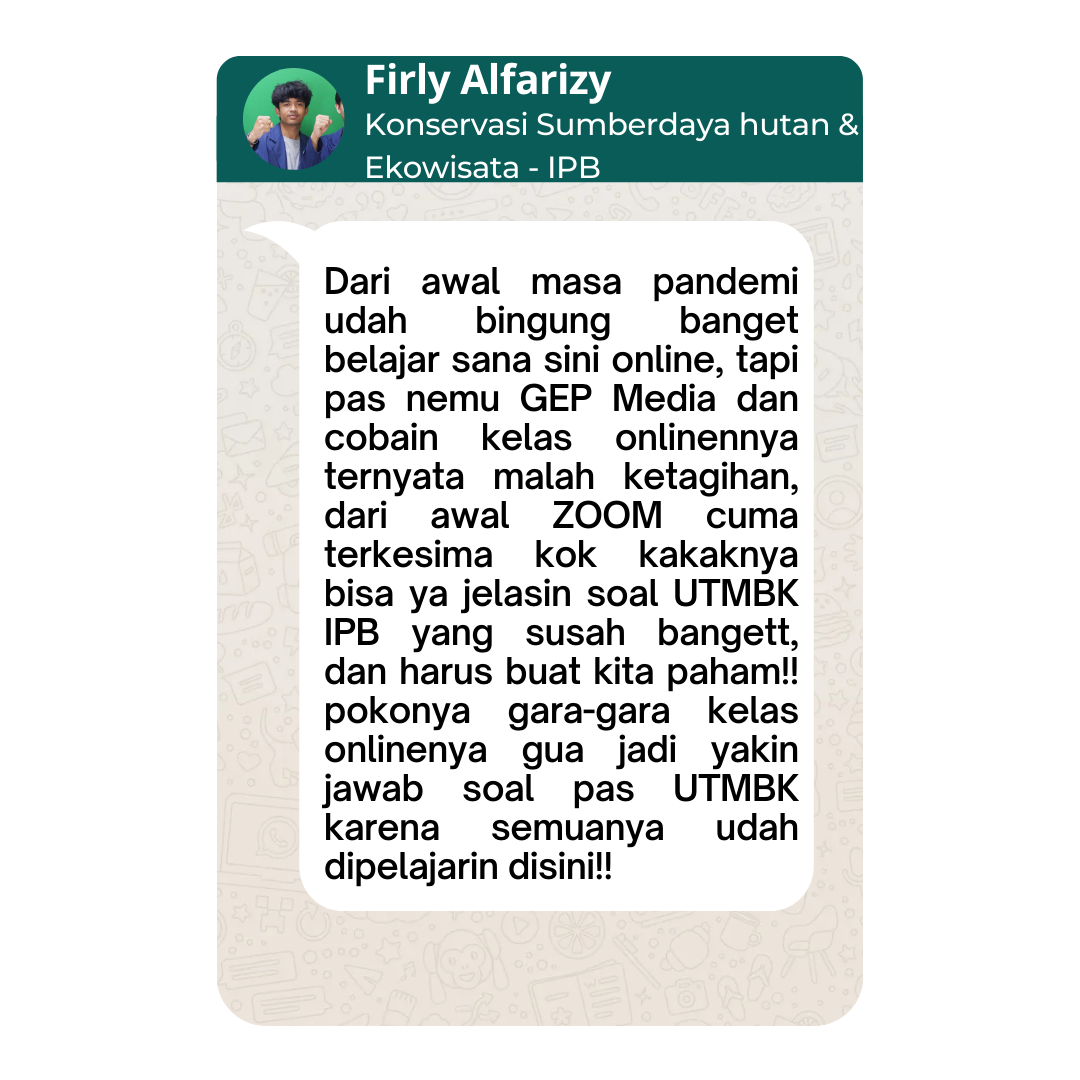 Firly Alfarizy
Konservasi Sumberdaya hutan &
Ekowisata - IPB
Dari awal masa pandemi
udah bingung banget
belajar sana sini online, tapi
pas nemu GEP Media dan
cobain kelas onlinennya
ternyata malah ketagihan,
dari awal ZOOM cuma
terkesima kok kakaknya
bisa ya jelasin soal UTMBK
IPB yang susah bangett,
dan harus buat kita paham!!
pokonya gara-gara kelas
onlinenya gua jadi yakin
jawab soal pas UTMBK
karena semuanya udah
dipelajarin disini!!